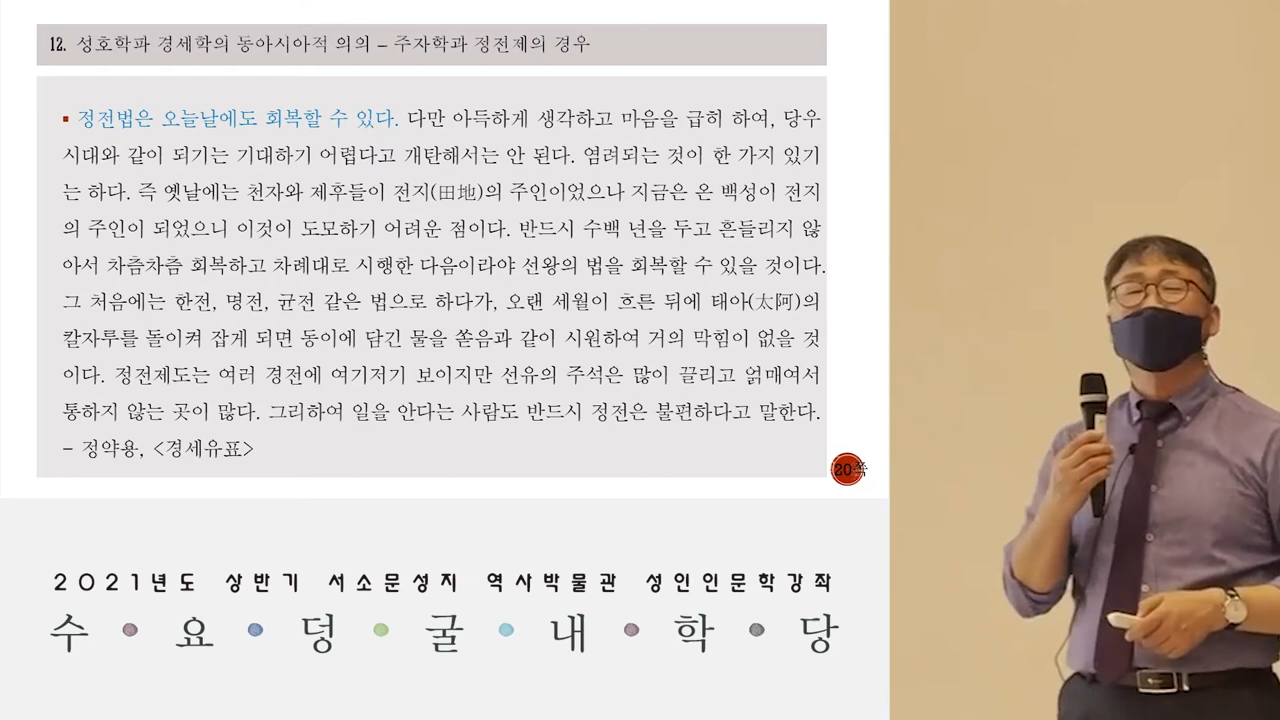 12. 성호학파 경세학의 동아시아적 의의 – 주자학과 정전제의 경우
▪ 정전법은 오늘날에도 회복할 수 있다. 다만 아득하게 생각하고 마음을 급히 하여, 당우
시대와 같이 되기는 기대하기 어렵다고 개탄해서는 안 된다. 염려되는 것이 한 가지 있기
는 하다. 즉 옛날에는 천자와 제후들이 전지(田地)의 주인이었으나 지금은 온 백성이 전지
의 주인이 되었으니 이것이 도모하기 어려운 점이다. 반드시 수백 년을 두고 흔들리지 않
아서 차츰차츰 회복하고 차례대로 시행한 다음이라야 선왕의 법을 회복할 수 있을 것이다.
그 처음에는 한전, 명전, 균전 같은 법으로 하다가, 오랜 세월이 흐른 뒤에 태아(太阿)의
칼자루를 돌이켜 잡게 되면 동이에 담긴 물을 쏟음과 같이 시원하여 거의 막힘이 없을 것
이다. 정전제도는 여러 경전에 여기저기 보이지만 선유의 주석은 많이 끌리고 얽매여서
통하지 않는 곳이 많다. 그리하여 일을 안다는 사람도 반드시 정전은 불편하다고 말한다.
– 정약용, <경세유표>
20쪽
2021년도 상반기 서소문성지 역사박물관 성인인문학강좌
수•요•덩•굴•내•학•당